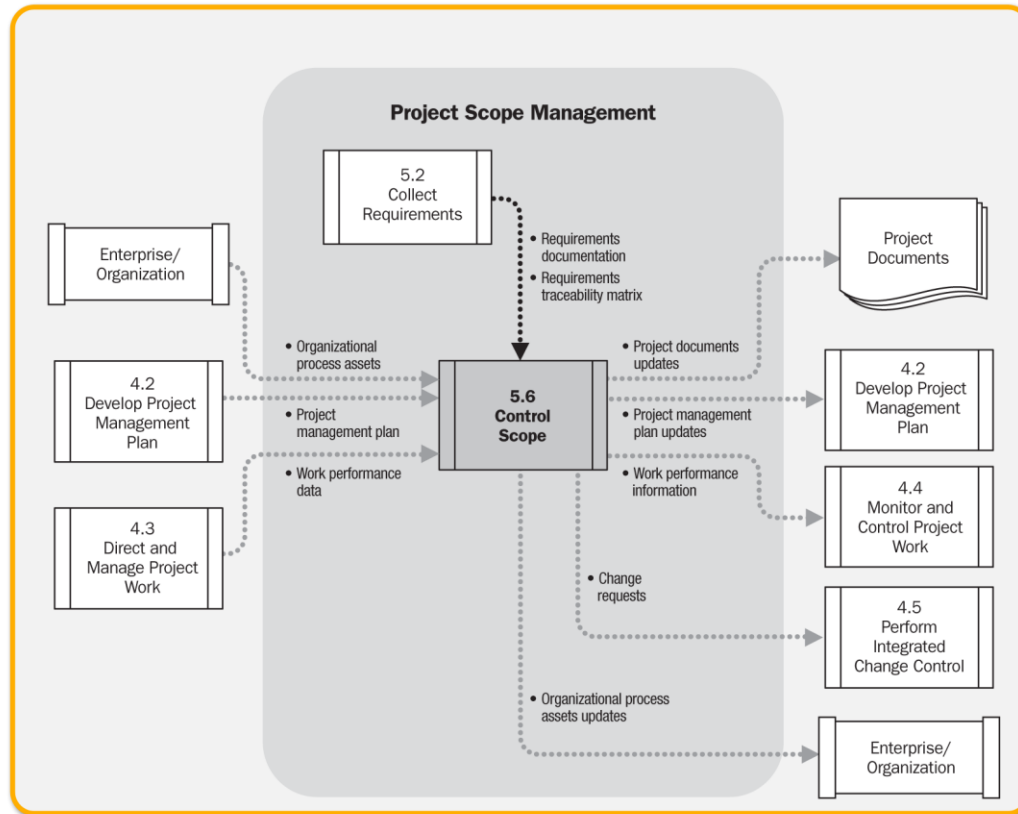 Project Scope Management
5.2
Collect
Requirements
Enterprise/
Organization
• Requirements
documentation
• Requirements
traceability matrix
Project
Documents
• Organizational
process assets
• Project documents
updates
4.2
Develop Project
Management
Plan
• Project
management plan
5.6
Control
Scope
• Project management
plan updates
4.2
Develop Project
Management
Plan
• Work performance
data
• Work performance
information
4.3
Direct and
Manage Project
Work
4.4
Monitor and
Control Project
Work
• Change
requests
4.5
Perform
Integrated
Change Control
• Organizational process
assets updates
Enterprise/
Organization